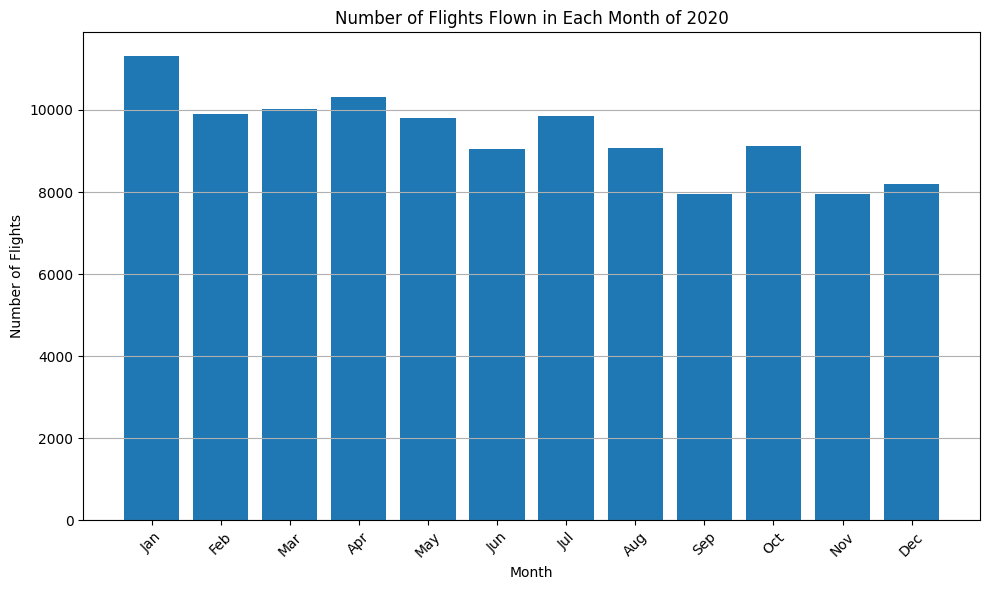 Number of Flights Flown in Each Month of 2020
Number of Flights
10000
8000
6000
4000
2000
0
Jan
Feb
Mar
Apr
May
Jun
Jul
Aug
Sep
Oct
Nov
Dec
Month